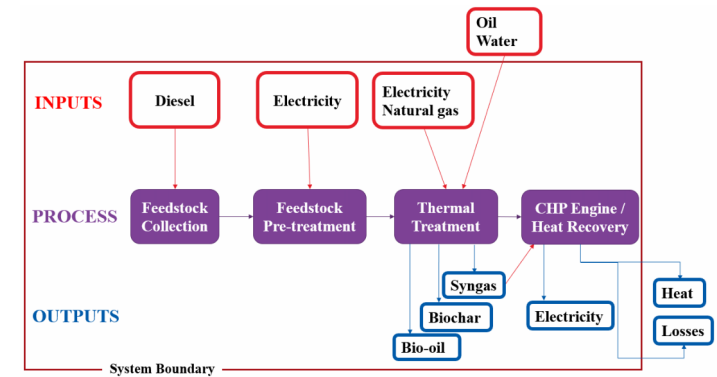 Oil
Water
INPUTS
Diesel
Electricity
Electricity
Natural gas
PROCESS
Feedstock
Collection
Feedstock
Pre-treatment
Thermal
Treatment
CHP Engine /
Heat Recovery
OUTPUTS
Syngas
Biochar
Bio-oil
Electricity
Heat
Losses
System Boundary